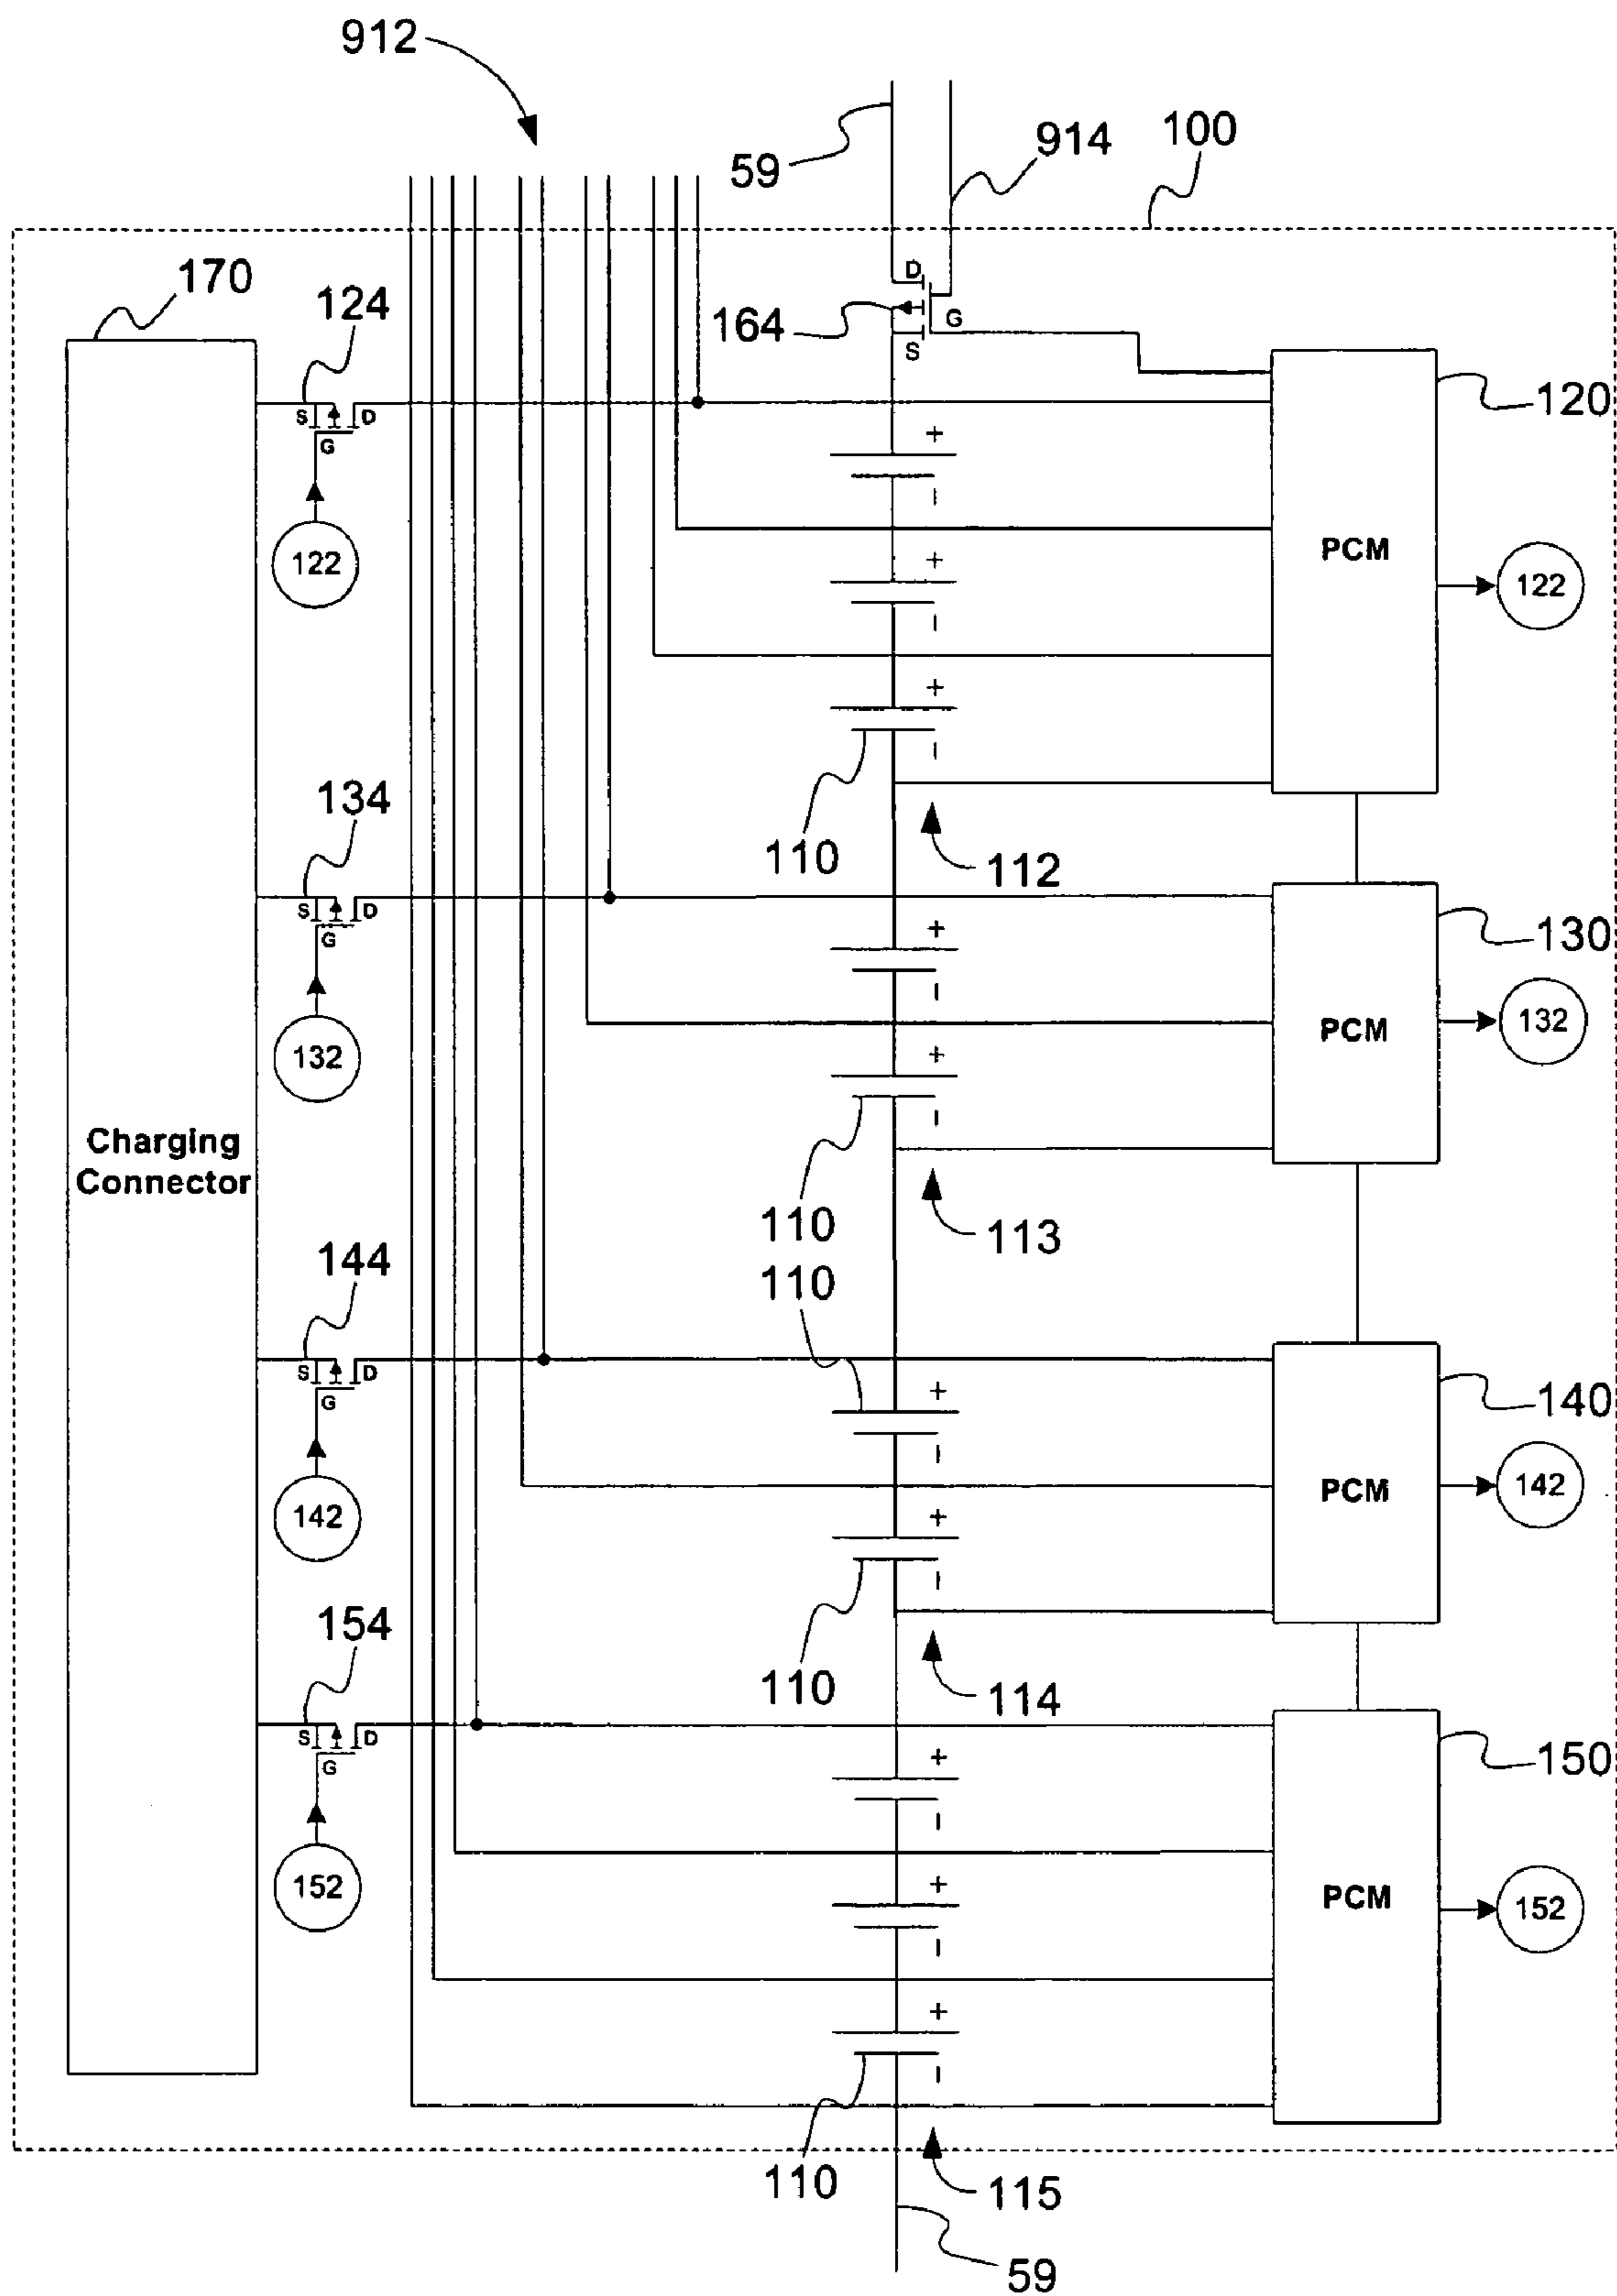 912
59
914
100
170
124
D
G
164
S
120
S
G
D
+
–
122
PCM
122
+
–
+
–
110
112
134
S
G
D
130
+
–
132
PCM
132
+
–
110
113
110
144
S
G
D
140
+
–
142
PCM
142
+
–
110
114
Charging
Connector
154
S
G
D
150
+
–
152
PCM
152
+
–
+
–
110
115
59